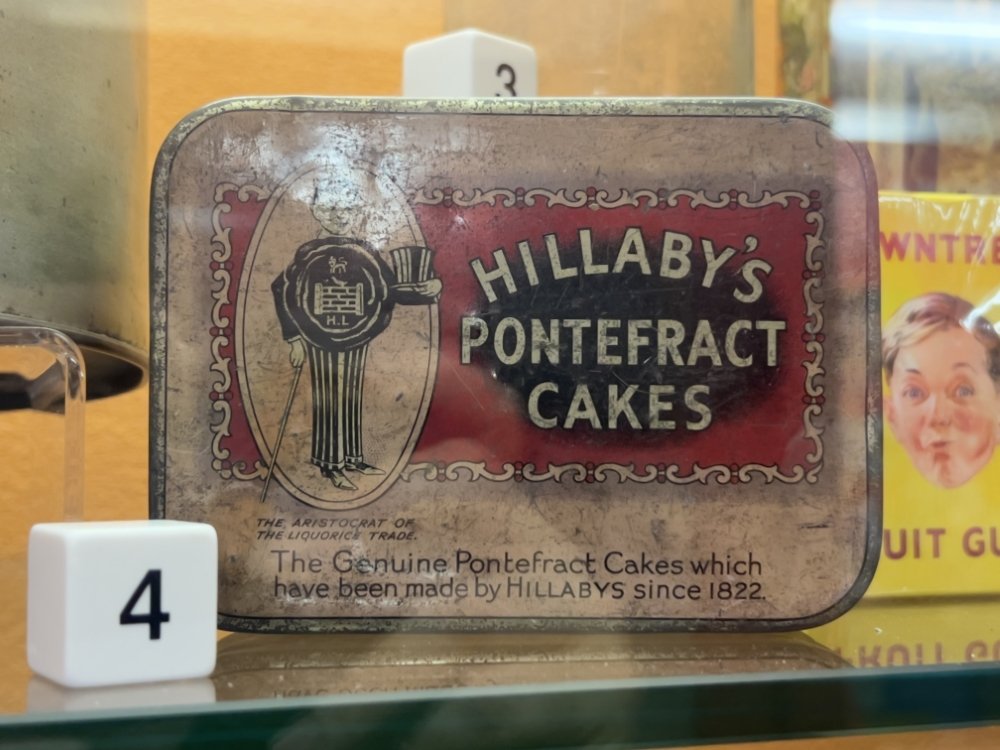 3
HILLABY'S
PONTEFRACT
CAKES
H.L
THE ARISTOCRAT OF
THE LIQUORICE TRADE.
The Genuine Pontefract Cakes which
have been made by HILLABYS since 1822.
4
WNTRE
UIT GU